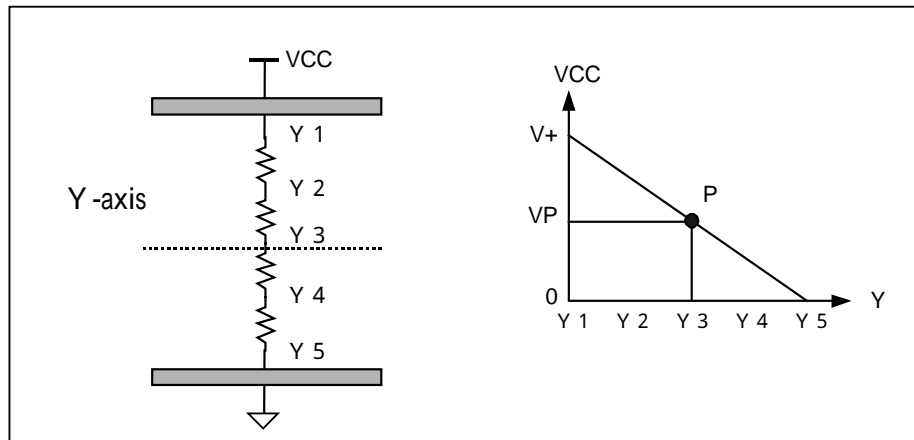 VCC
Y 1
Y 2
Y -axis
Y 3
Y 4
Y 5
VCC
V+
P
VP
0
Y
Y 1 Y 2 Y 3 Y 4 Y 5